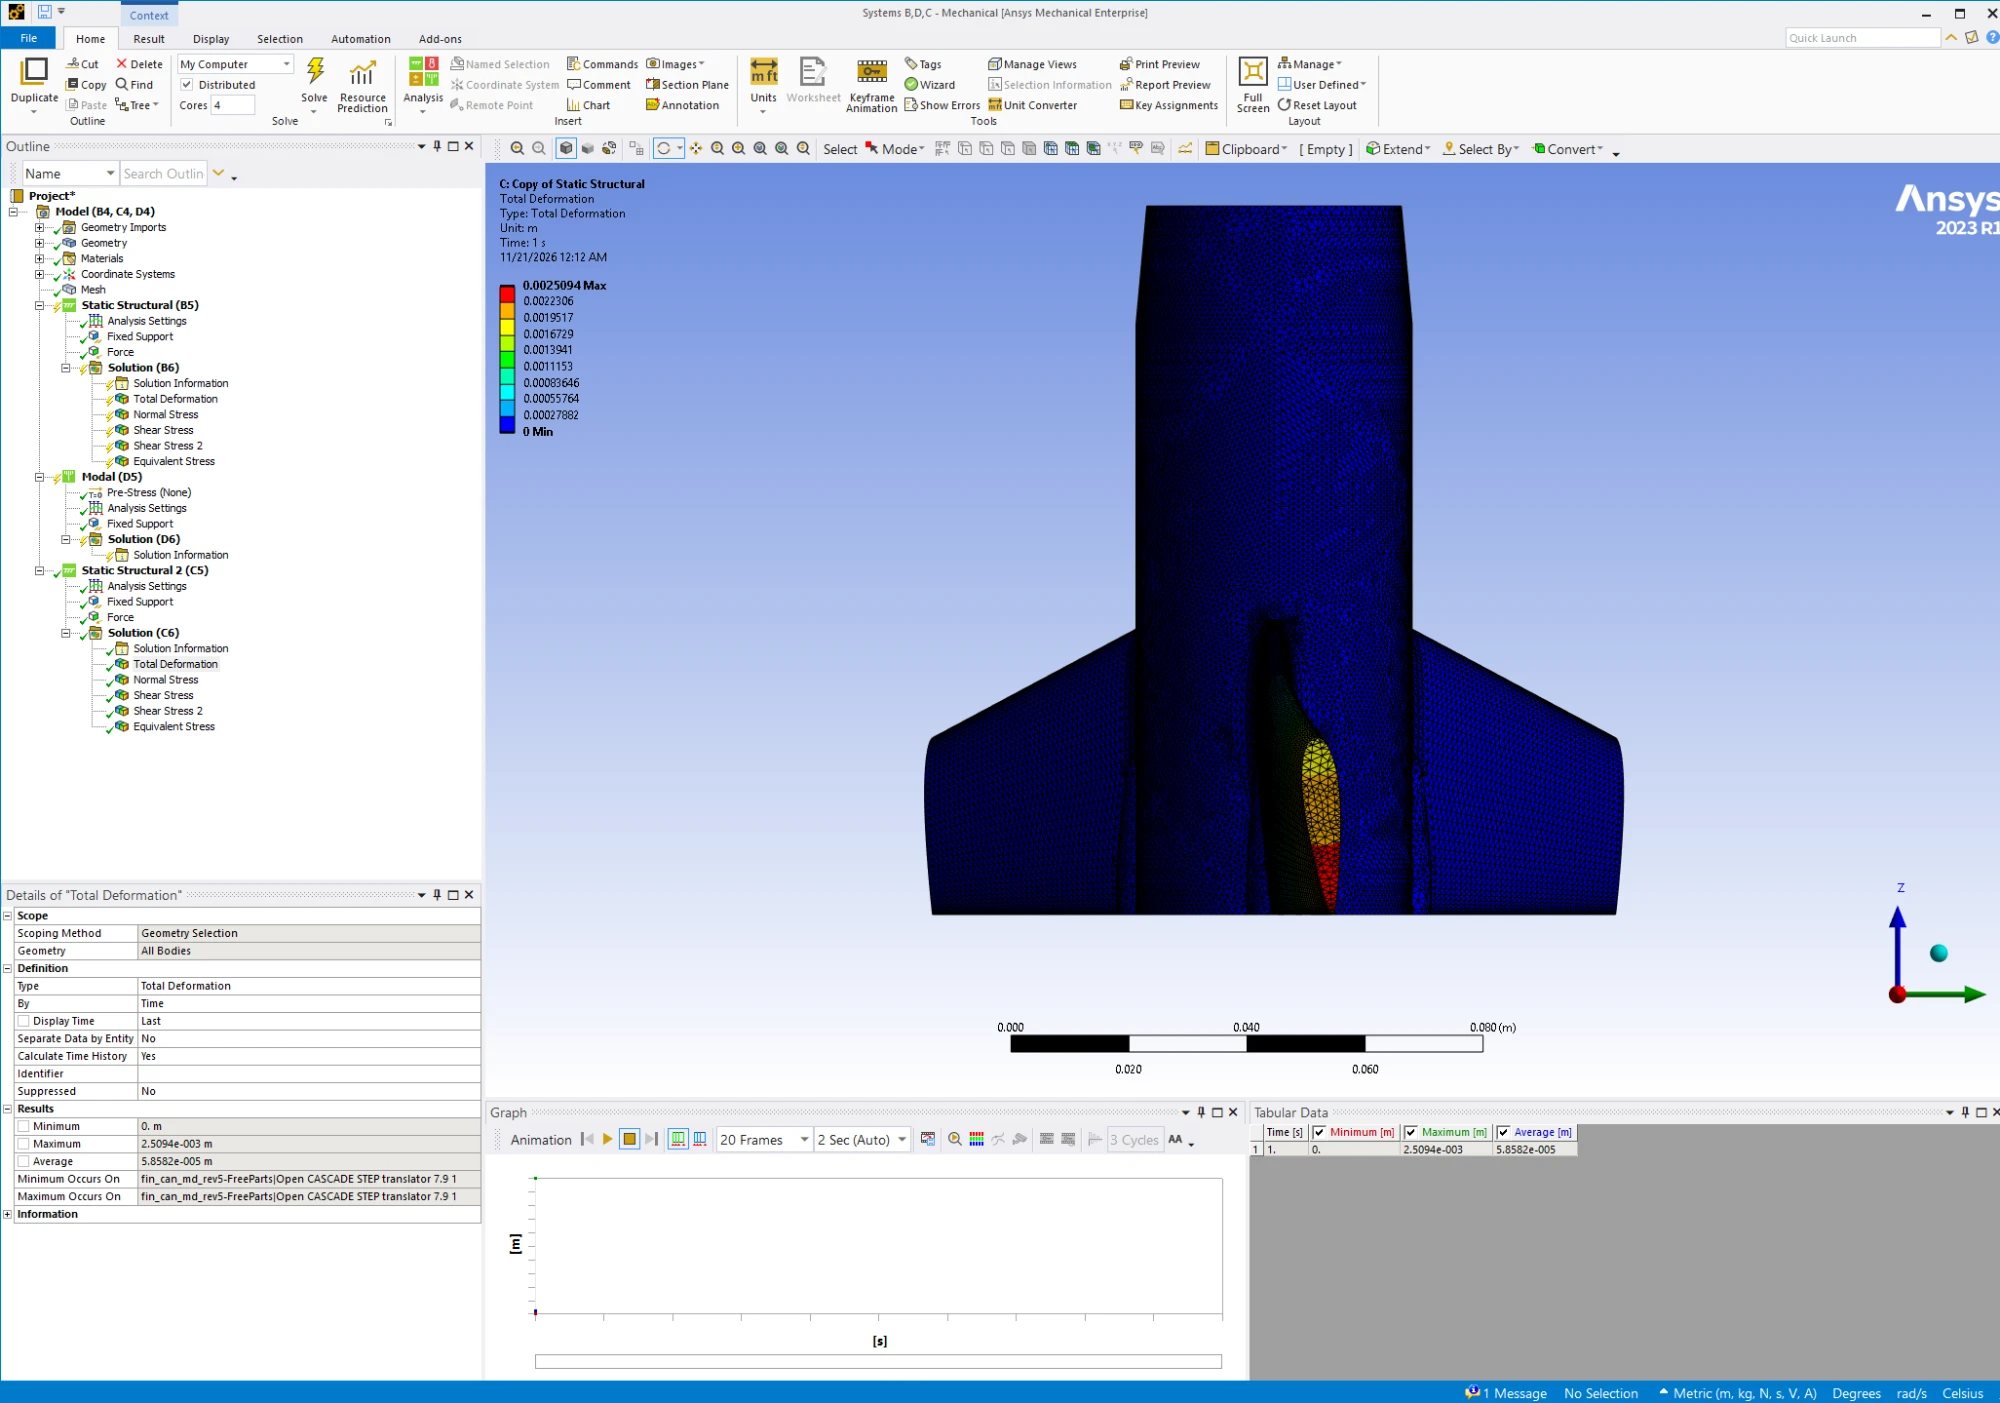 Context
Systems B,D,C - Mechanical [Ansys Mechanical Enterprise]
File Home Result Display Selection Automation Add-ons
Quick Launch
Duplicate
Cut
Copy
Paste
Delete
Find
Tree
Outline
My Computer
Distributed
Cores 4
Solve
Resource Prediction
Solve
Analysis
Named Selection
Coordinate System
Remote Point
Commands
Comment
Chart
Images
Section Plane
Annotation
Insert
Units
Worksheet
Keyframe Animation
Tags
Wizard
Show Errors
Manage Views
Selection Information
Unit Converter
Print Preview
Report Preview
Key Assignments
Tools
Full Screen
Manage
User Defined
Reset Layout
Layout
Outline
Name
Search Outlin
Project*
Model (B4, C4, D4)
Geometry Imports
Geometry
Materials
Coordinate Systems
Mesh
Static Structural (B5)
Analysis Settings
Fixed Support
Force
Solution (B6)
Solution Information
Total Deformation
Normal Stress
Shear Stress
Shear Stress 2
Equivalent Stress
Modal (D5)
Pre-Stress (None)
Analysis Settings
Fixed Support
Solution (D6)
Solution Information
Static Structural 2 (C5)
Analysis Settings
Fixed Support
Force
Solution (C6)
Solution Information
Total Deformation
Normal Stress
Shear Stress
Shear Stress 2
Equivalent Stress
Details of "Total Deformation"
Scope
Scoping Method Geometry Selection
Geometry All Bodies
Definition
Type Total Deformation
By Time
Display Time Last
Separate Data by Entity No
Calculate Time History Yes
Identifier
Suppressed No
Results
Minimum 0. m
Maximum 2.5094e-003 m
Average 5.8582e-005 m
Minimum Occurs On fin_can_md_rev5-FreeParts|Open CASCADE STEP translator 7.9 1
Maximum Occurs On fin_can_md_rev5-FreeParts|Open CASCADE STEP translator 7.9 1
Information
Select Mode Clipboard [ Empty ] Extend Select By Convert
C: Copy of Static Structural
Total Deformation
Type: Total Deformation
Unit: m
Time: 1 s
11/21/2026 12:12 AM
0.0025094 Max
0.0022306
0.0019517
0.0016729
0.0013941
0.0011153
0.00083646
0.00055764
0.00027882
0 Min
Ansys
2023 R1
Z
0.000 0.040 0.080 (m)
0.020 0.060
Graph
Animation 20 Frames 2 Sec (Auto) 3 Cycles AA
[m]
[s]
Tabular Data
Time [s] Minimum [m] Maximum [m] Average [m]
1 1. 0. 2.5094e-003 5.8582e-005
1 Message No Selection Metric (m, kg, N, s, V, A) Degrees rad/s Celsius